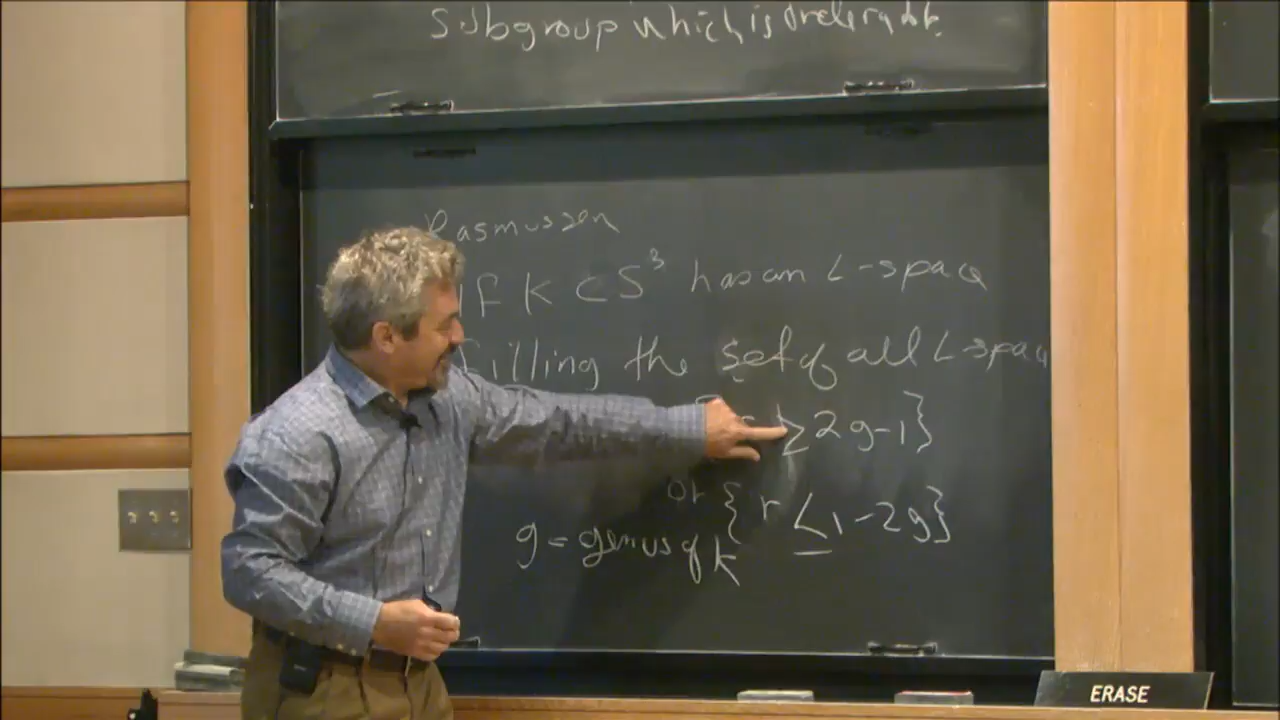 Subgroup which is orderable.
Rasmussen
If K ⊂ S³ has an L-space
filling the set of all L-space
≥ 2g-1}
or { r ≤ 1-2g}
g = genus of K
ERASE